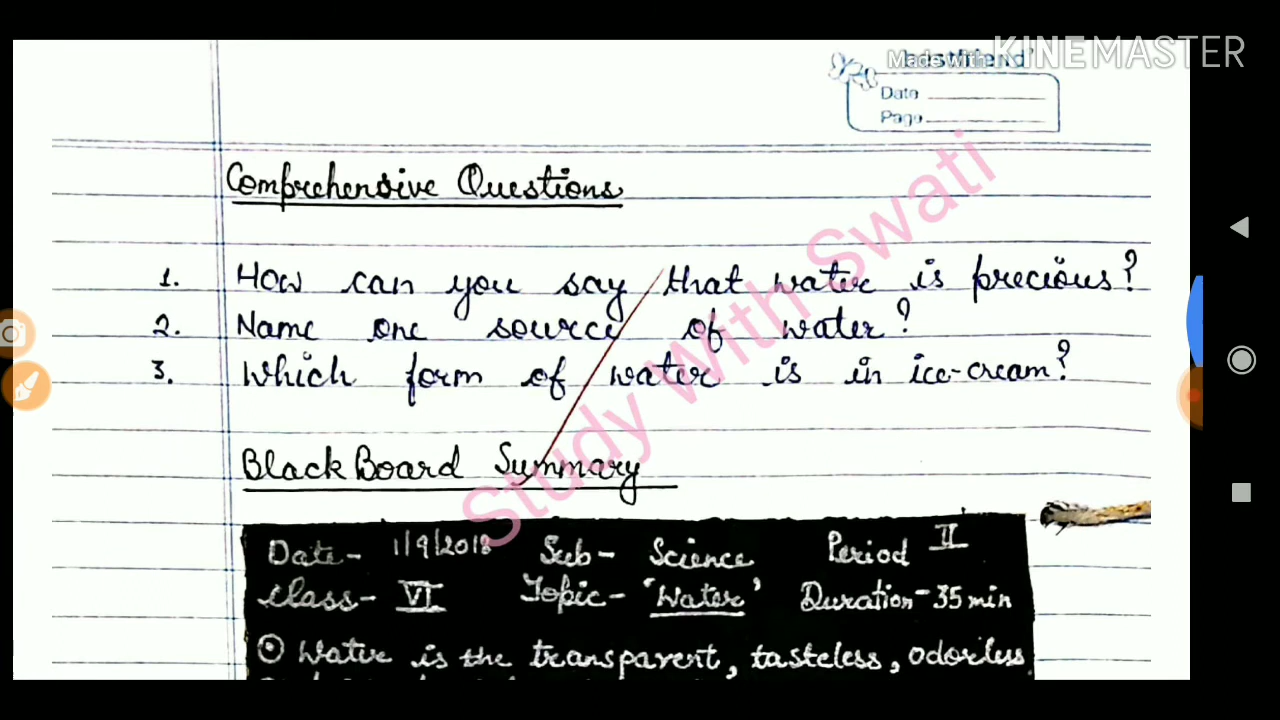 Made with KINEMASTER
Date
Page
Comprehensive Questions
1. How can you say that water is precious?
2. Name one source of water?
3. Which form of water is in ice-cream?
Study with Swati
BlackBoard Summary
Date- 1/9/2018 Sub- Science Period II
Class- VI Topic- 'Water' Duration- 35 min
Water is the transparent, tasteless, odorless